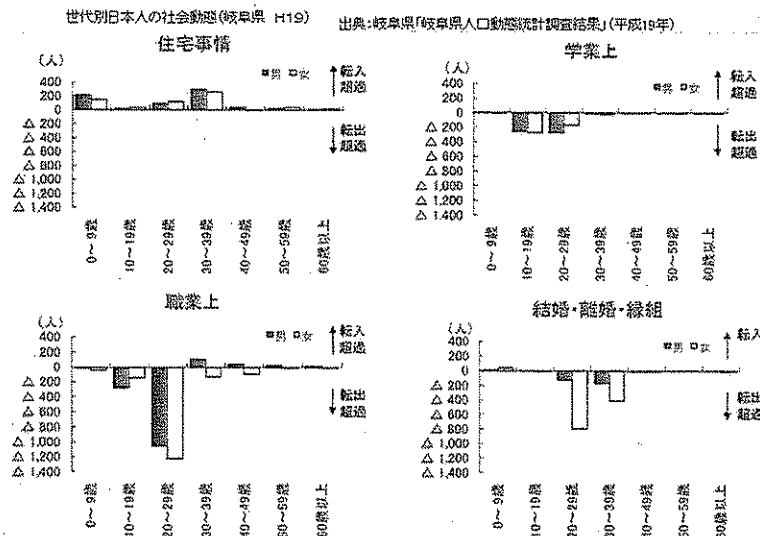 世代別日本人の社会動態(岐阜県 H19)
出典:岐阜県「岐阜県人口動態統計調査結果」(平成19年)
住宅事情
(人)
■男 □女
転入
超過
転出
超過
400
200
0
△ 200
△ 400
△ 600
△ 800
△ 1,000
△ 1,200
△ 1,400
0～9歳
10～19歳
20～29歳
30～39歳
40～49歳
50～59歳
60歳以上
学業上
(人)
■男 □女
転入
超過
転出
超過
400
200
0
△ 200
△ 400
△ 600
△ 800
△ 1,000
△ 1,200
△ 1,400
0～9歳
10～19歳
20～29歳
30～39歳
40～49歳
50～59歳
60歳以上
職業上
(人)
■男 □女
転入
超過
転出
超過
400
200
0
△ 200
△ 400
△ 600
△ 800
△ 1,000
△ 1,200
△ 1,400
0～9歳
10～19歳
20～29歳
30～39歳
40～49歳
50～59歳
60歳以上
結婚・離婚・縁組
(人)
■男 □女
転入
転出
超過
400
200
0
△ 200
△ 400
△ 600
△ 800
△ 1,000
△ 1,200
△ 1,400
0～9歳
10～19歳
20～29歳
30～39歳
40～49歳
50～59歳
60歳以上